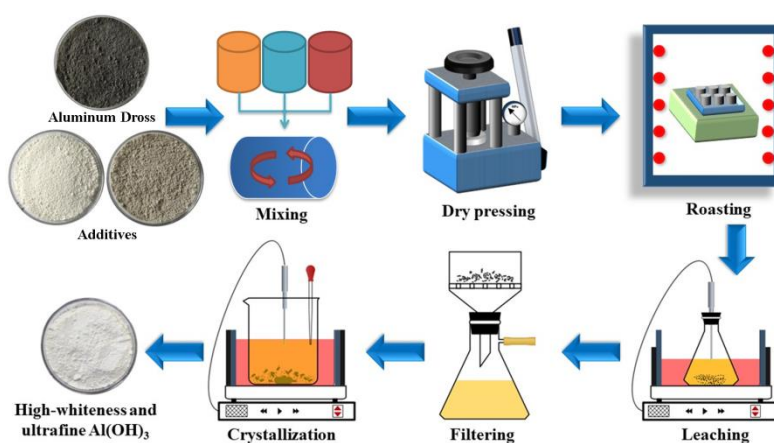 Aluminum Dross
Additives
Mixing
Dry pressing
Roasting
Leaching
Filtering
Crystallization
High-whiteness and
ultrafine Al(OH)₃